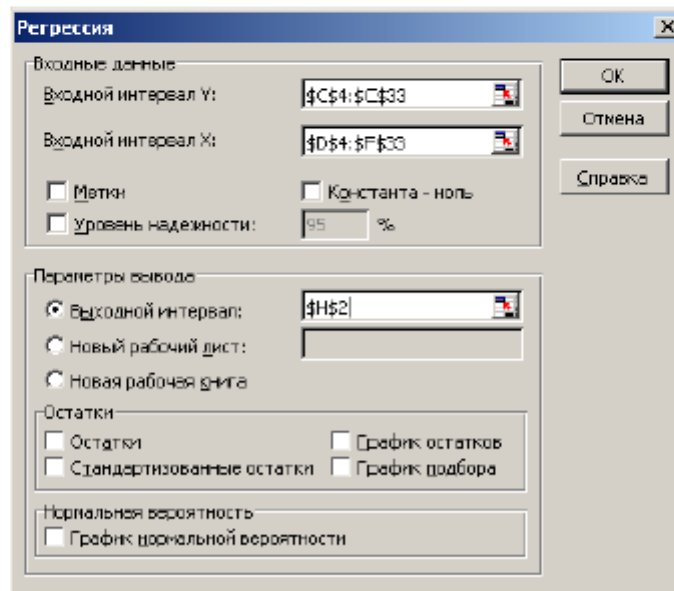 Регрессия
Входные данные
Входной интервал Y:
$C$4:$C$33
Входной интервал X:
$D$4:$F$33
Метки
Константа - ноль
Уровень надежности:
95
%
OK
Отмена
Справка
Параметры вывода
Выходной интервал:
$H$2
Новый рабочий лист:
Новая рабочая книга
Остатки
Остатки
График остатков
Стандартизованные остатки
График подбора
Нормальная вероятность
График нормальной вероятности